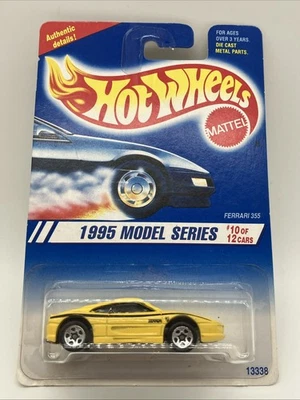 Authentic
details!
FOR AGES
OVER 3 YEARS.
DIE CAST
METAL PARTS.
HOT WHEELS
MATTEL
FERRARI 355
1995 MODEL SERIES
#10 OF
12 CARS
13338